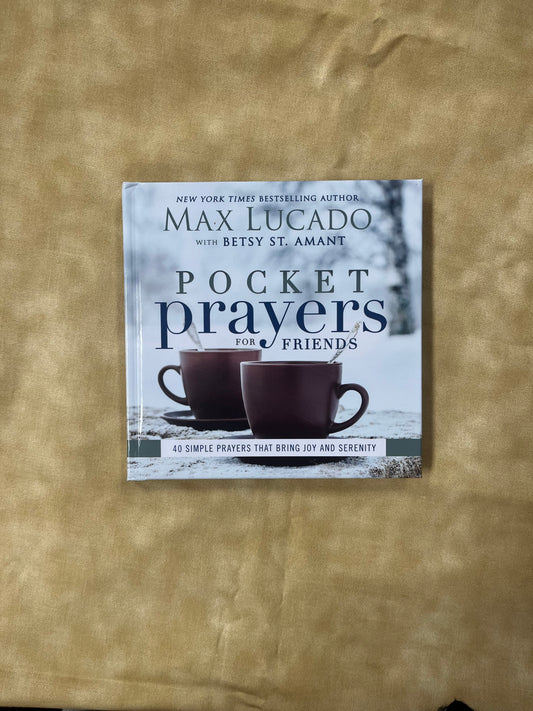 NEW YORK TIMES BESTSELLING AUTHOR
MAX LUCADO
WITH BETSY ST. AMANT
POCKET
prayers
FOR FRIENDS
40 SIMPLE PRAYERS THAT BRING JOY AND SERENITY